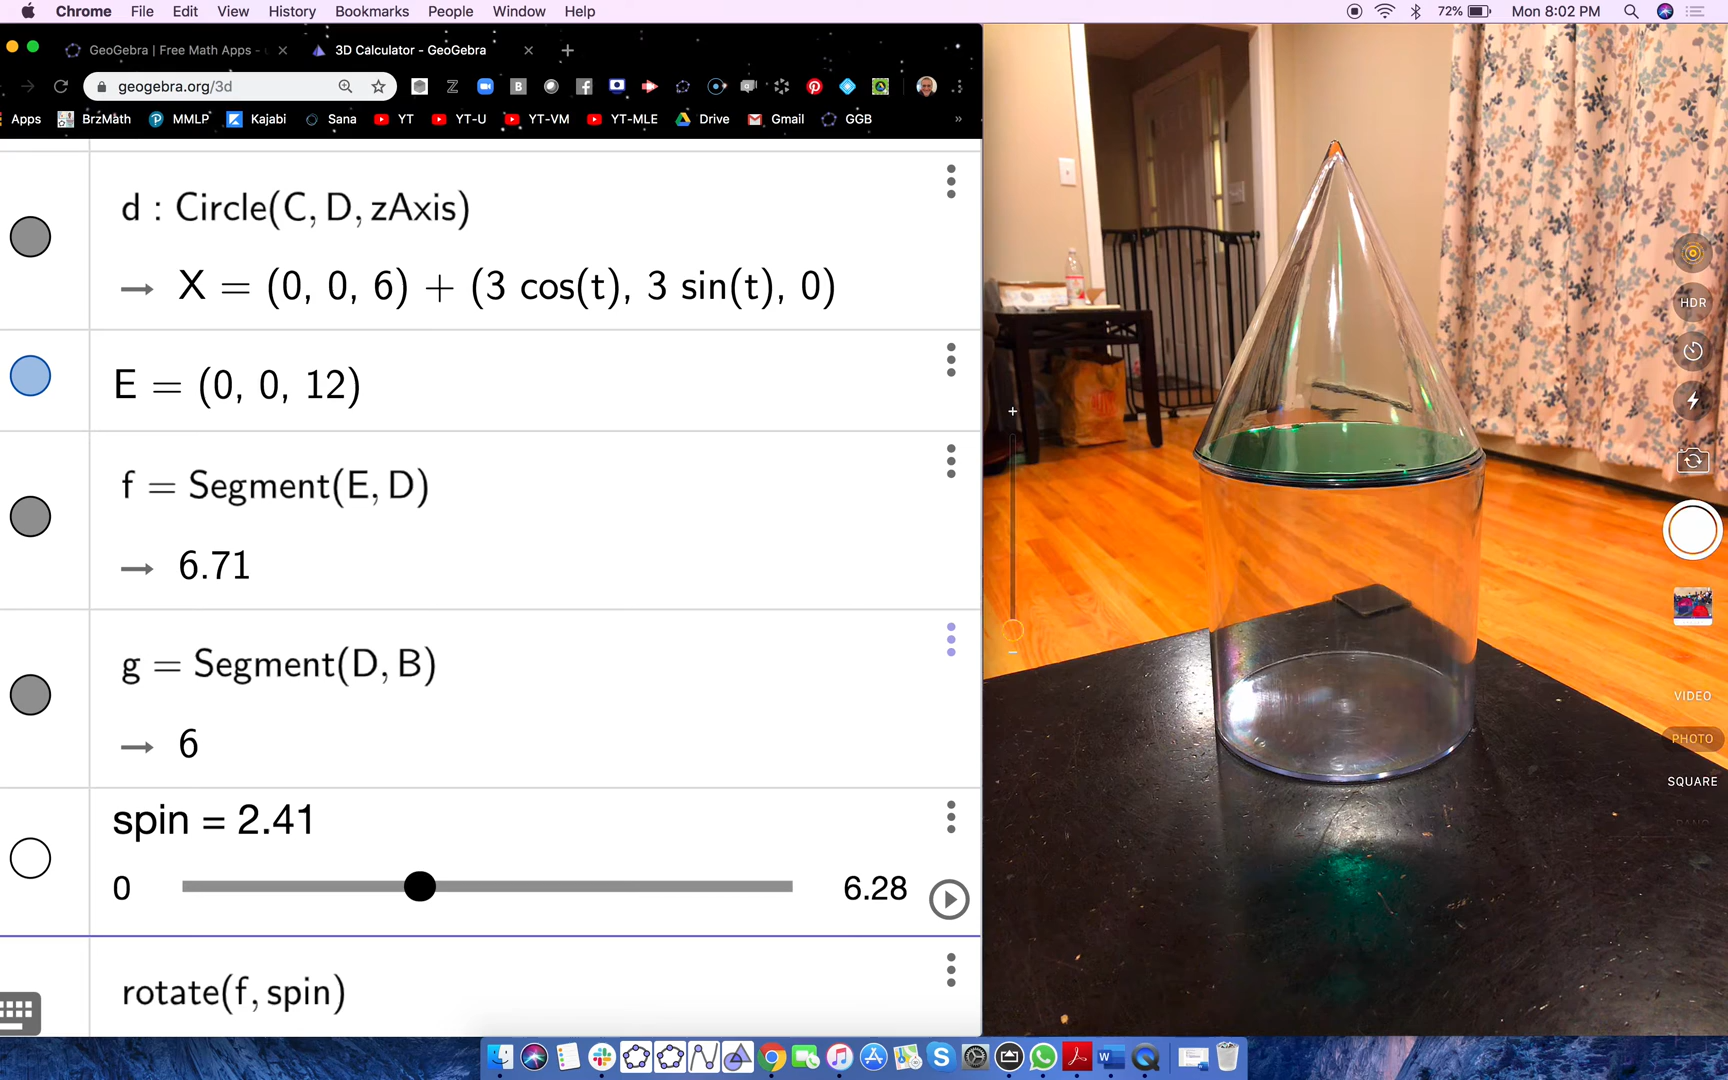 Chrome File Edit View History Bookmarks People Window Help 72% Mon 8:02 PM
GeoGebra | Free Math Apps - 3D Calculator - GeoGebra
geogebra.org/3d
Apps BrzMath MMLP Kajabi Sana YT YT-U YT-VM YT-MLE Drive Gmail GGB »
d : Circle(C, D, zAxis)
→ X = (0, 0, 6) + (3 cos(t), 3 sin(t), 0)
E = (0, 0, 12)
f = Segment(E, D)
→ 6.71
g = Segment(D, B)
→ 6
spin = 2.41
0 6.28
rotate(f, spin)
HDR
VIDEO
PHOTO
SQUARE